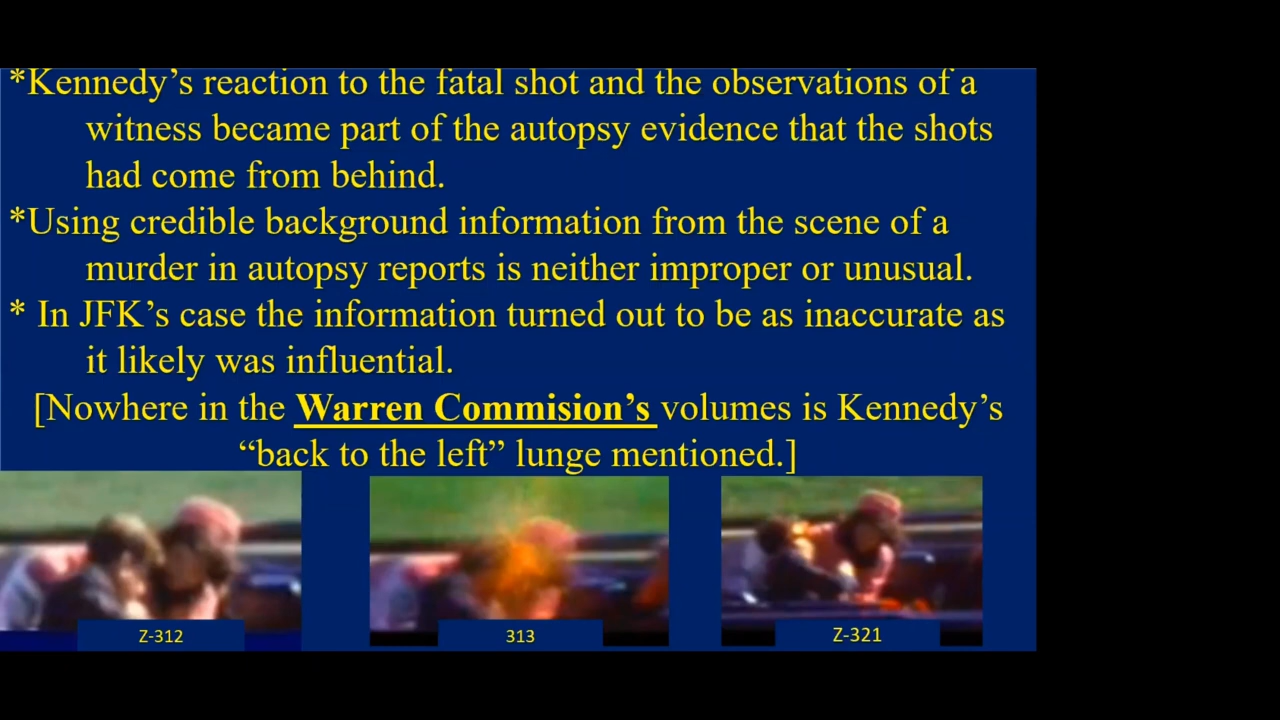 *Kennedy’s reaction to the fatal shot and the observations of a
witness became part of the autopsy evidence that the shots
had come from behind.
*Using credible background information from the scene of a
murder in autopsy reports is neither improper or unusual.
* In JFK’s case the information turned out to be as inaccurate as
it likely was influential.
[Nowhere in the Warren Commision’s volumes is Kennedy’s
“back to the left” lunge mentioned.]
Z-312
313
Z-321